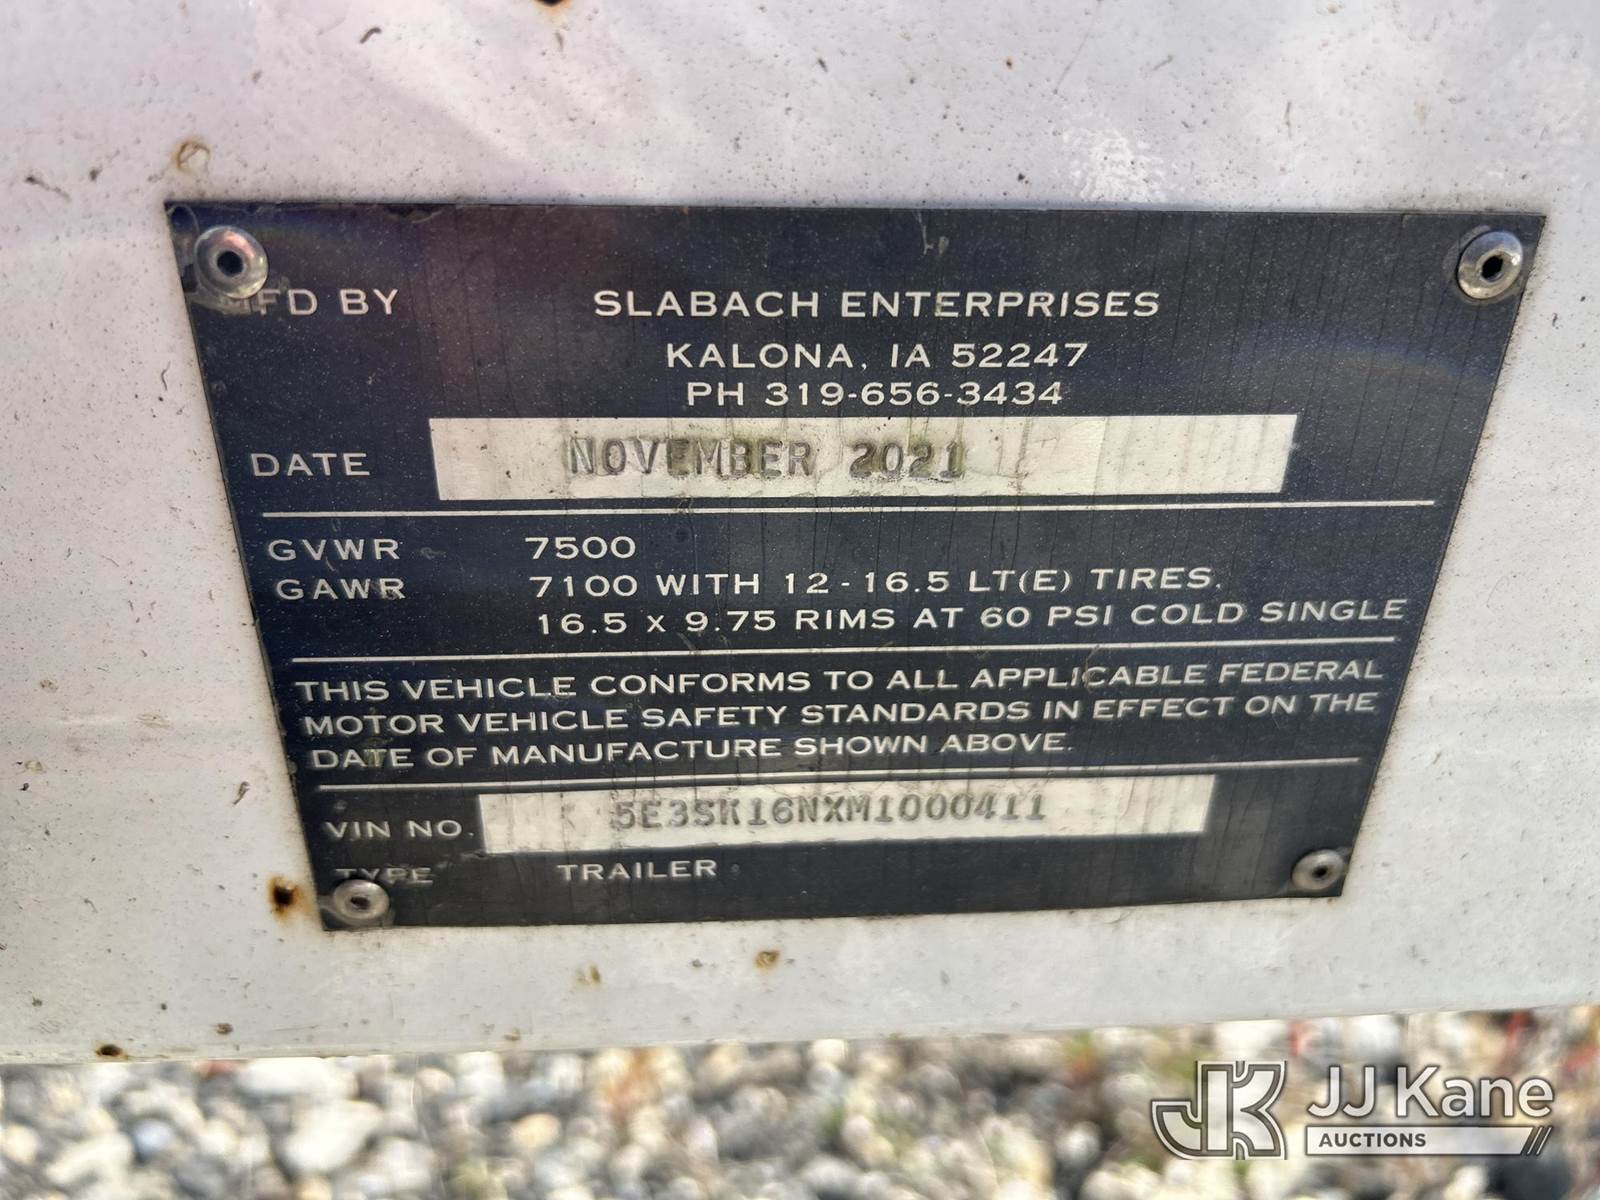 MFD BY SLABACH ENTERPRISES
KALONA, IA 52247
PH 319-656-3434
DATE NOVEMBER 2021
GVWR 7500
GAWR 7100 WITH 12-16.5 LT(E) TIRES.
16.5 x 9.75 RIMS AT 60 PSI COLD SINGLE
THIS VEHICLE CONFORMS TO ALL APPLICABLE FEDERAL
MOTOR VEHICLE SAFETY STANDARDS IN EFFECT ON THE
DATE OF MANUFACTURE SHOWN ABOVE.
VIN NO. 5E3SK16NXM1000411
TYPE TRAILER
JK JJ Kane
AUCTIONS